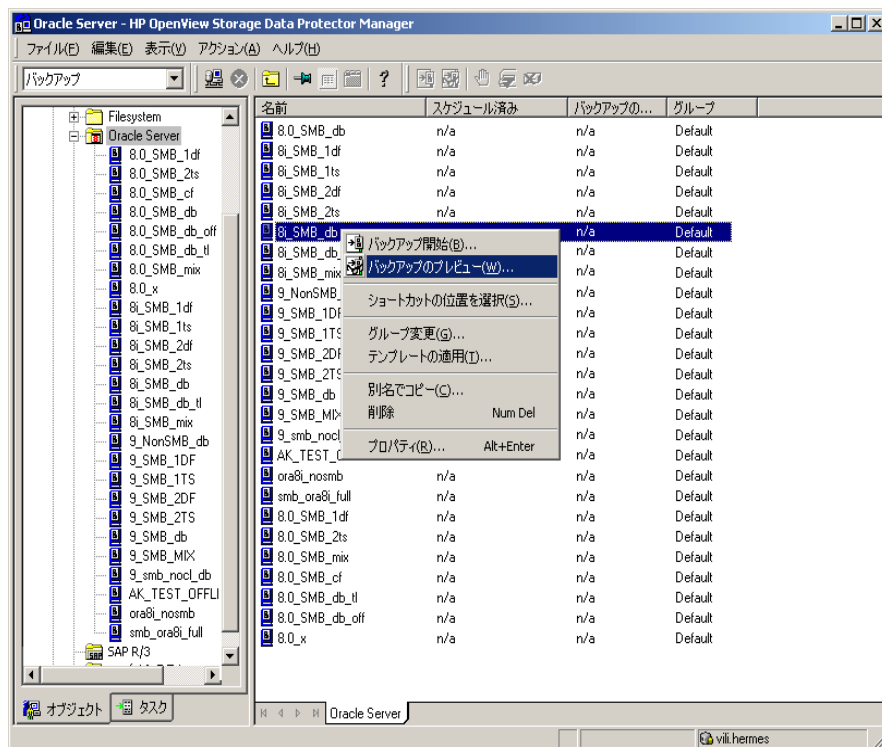 Oracle Server - HP OpenView Storage Data Protector Manager
ファイル(F) 編集(E) 表示(V) アクション(A) ヘルプ(H)
バックアップ
Filesystem
Oracle Server
8.0_SMB_1df
8.0_SMB_2ts
8.0_SMB_cf
8.0_SMB_db
8.0_SMB_db_off
8.0_SMB_db_tl
8.0_SMB_mix
8.0_x
8i_SMB_1df
8i_SMB_1ts
8i_SMB_2df
8i_SMB_2ts
8i_SMB_db
8i_SMB_db_tl
8i_SMB_mix
9_NonSMB_db
9_SMB_1DF
9_SMB_1TS
9_SMB_2DF
9_SMB_2TS
9_SMB_db
9_SMB_MIX
9_smb_nocl_db
AK_TEST_OFFLI
ora8i_nosmb
smb_ora8i_full
SAP R/3
オブジェクト タスク
名前 スケジュール済み バックアップの... グループ
8.0_SMB_db n/a n/a Default
8i_SMB_1df n/a n/a Default
8i_SMB_1ts n/a n/a Default
8i_SMB_2df n/a n/a Default
8i_SMB_2ts n/a n/a Default
8i_SMB_db n/a Default
8i_SMB_db_ n/a Default
8i_SMB_mix n/a Default
9_NonSMB_ n/a Default
9_SMB_1DF n/a Default
9_SMB_1TS n/a Default
9_SMB_2DF n/a Default
9_SMB_2TS n/a Default
9_SMB_db n/a Default
9_SMB_MIX n/a Default
9_smb_nocl_ n/a Default
AK_TEST_O n/a Default
ora8i_nosmb n/a n/a Default
smb_ora8i_full n/a n/a Default
8.0_SMB_1df n/a n/a Default
8.0_SMB_2ts n/a n/a Default
8.0_SMB_mix n/a n/a Default
8.0_SMB_cf n/a n/a Default
8.0_SMB_db_tl n/a n/a Default
8.0_SMB_db_off n/a n/a Default
8.0_x n/a n/a Default
バックアップ開始(B)...
バックアップのプレビュー(W)...
ショートカットの位置を選択(S)...
グループ変更(G)...
テンプレートの適用(T)...
別名でコピー(C)...
削除 Num Del
プロパティ(R)... Alt+Enter
Oracle Server
vili.hermes